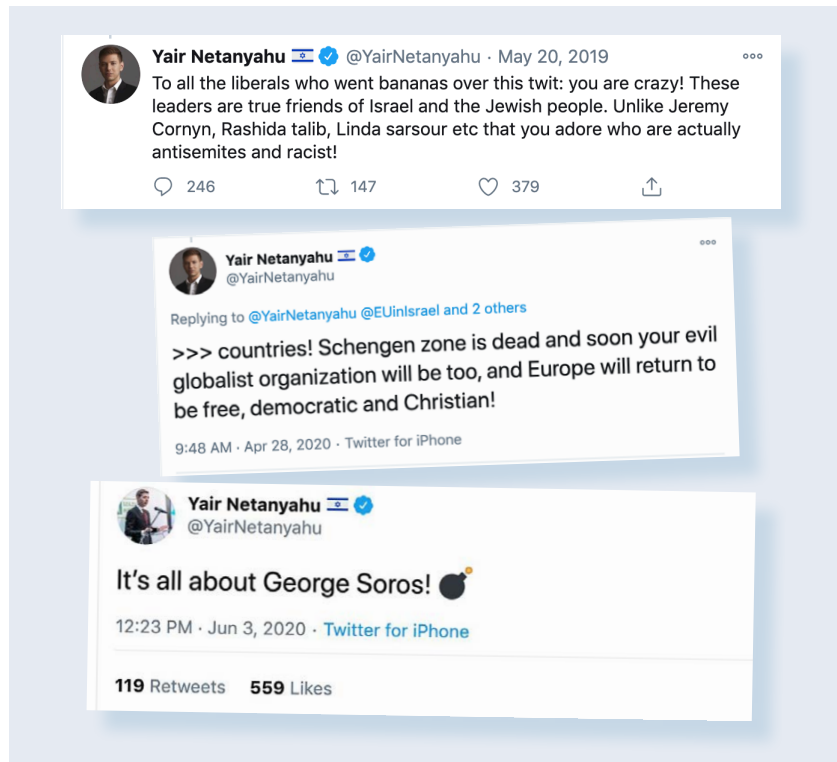 Yair Netanyahu 🇮🇱 @YairNetanyahu · May 20, 2019
To all the liberals who went bananas over this twit: you are crazy! These
leaders are true friends of Israel and the Jewish people. Unlike Jeremy
Cornyn, Rashida talib, Linda sarsour etc that you adore who are actually
antisemites and racist!
246 147 379
Yair Netanyahu 🇮🇱
@YairNetanyahu
Replying to @YairNetanyahu @EUinIsrael and 2 others
>>> countries! Schengen zone is dead and soon your evil
globalist organization will be too, and Europe will return to
be free, democratic and Christian!
9:48 AM · Apr 28, 2020 · Twitter for iPhone
Yair Netanyahu 🇮🇱
@YairNetanyahu
It's all about George Soros! 💣
12:23 PM · Jun 3, 2020 · Twitter for iPhone
119 Retweets 559 Likes